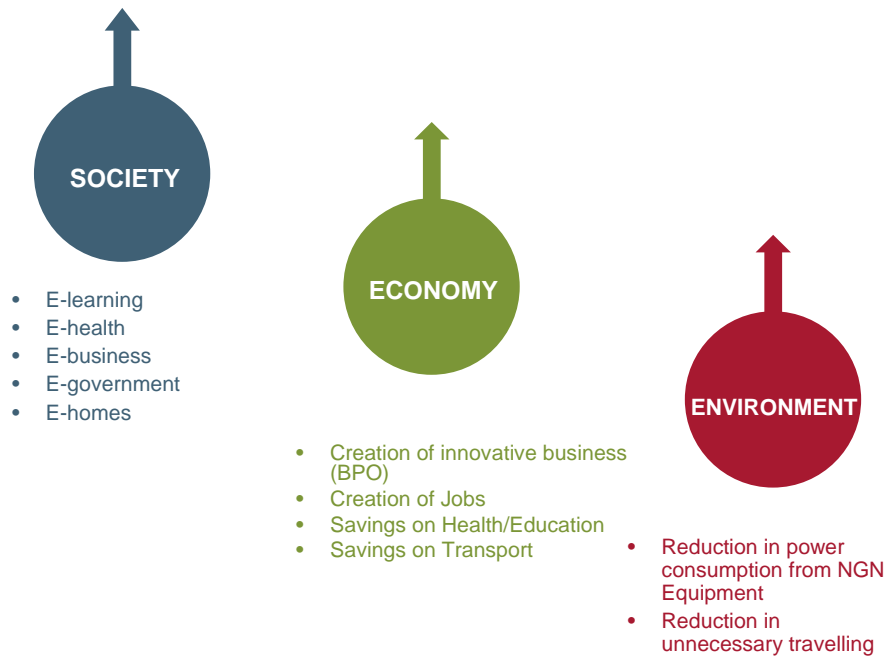 SOCIETY
• E-learning
• E-health
• E-business
• E-government
• E-homes
ECONOMY
• Creation of innovative business
(BPO)
• Creation of Jobs
• Savings on Health/Education
• Savings on Transport
ENVIRONMENT
• Reduction in power
consumption from NGN
Equipment
• Reduction in
unnecessary travelling